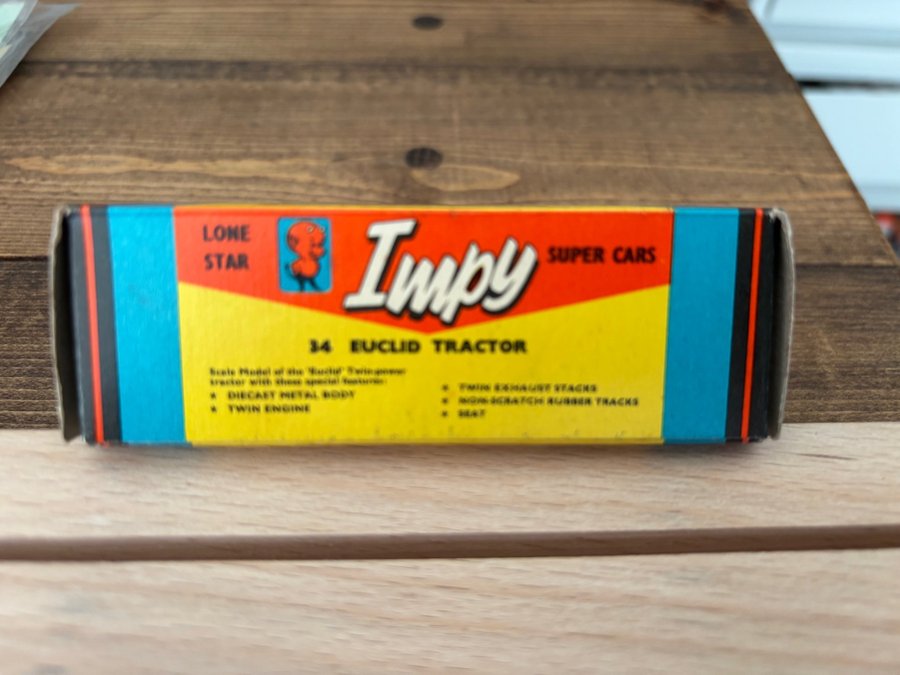 LONE
STAR
Impy
SUPER CARS
34 EUCLID TRACTOR
Scale Model of the "Euclid" Twin-power
tractor with these special features:
★ DIECAST METAL BODY
★ TWIN ENGINE
★ TWIN EXHAUST STACKS
★ NON-SCRATCH RUBBER TRACKS
★ SEAT